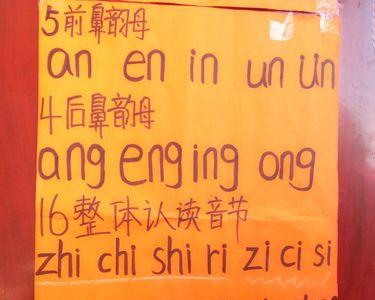 5前鼻韵母
an en in un ün
4后鼻韵母
ang eng ing ong
16整体认读音节
zhi chi shi ri zi ci si